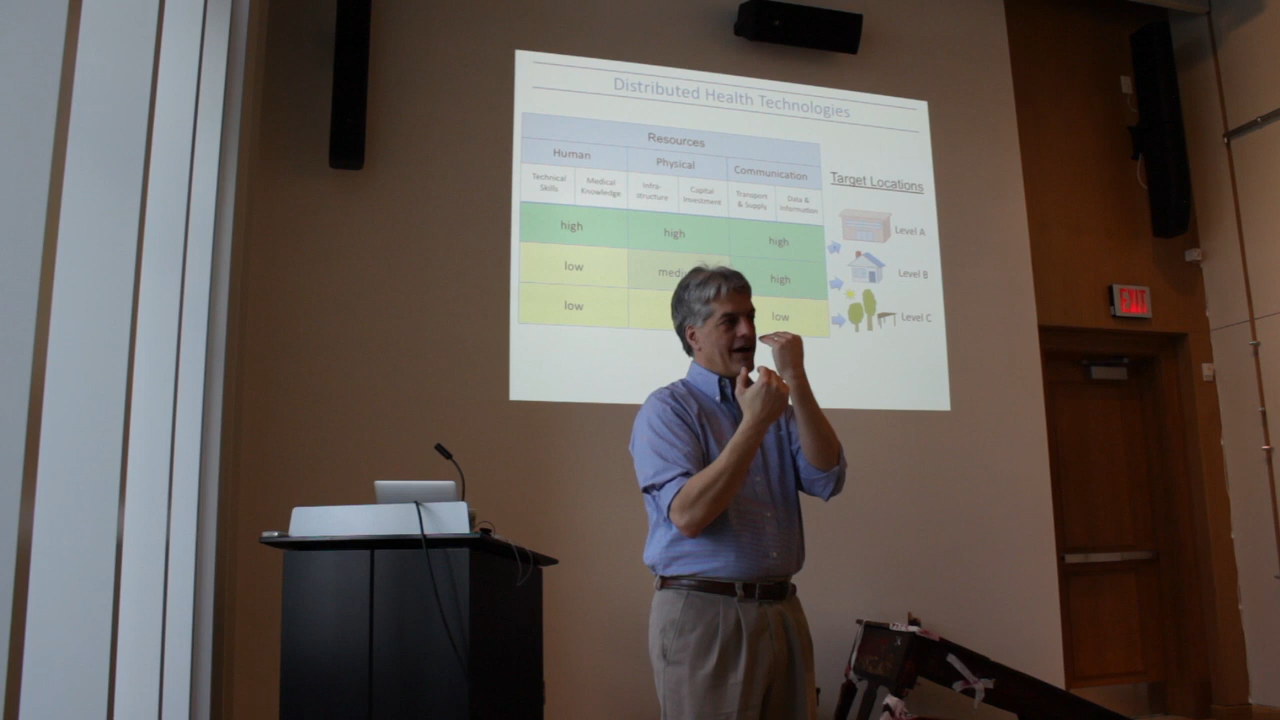 Distributed Health Technologies
Resources
Human Physical Communication
Technical Skills Medical Knowledge Infra-structure Capital Investment Transport & Supply Data & Information
Target Locations
high high high Level A
low high Level B
low low Level C
EXIT